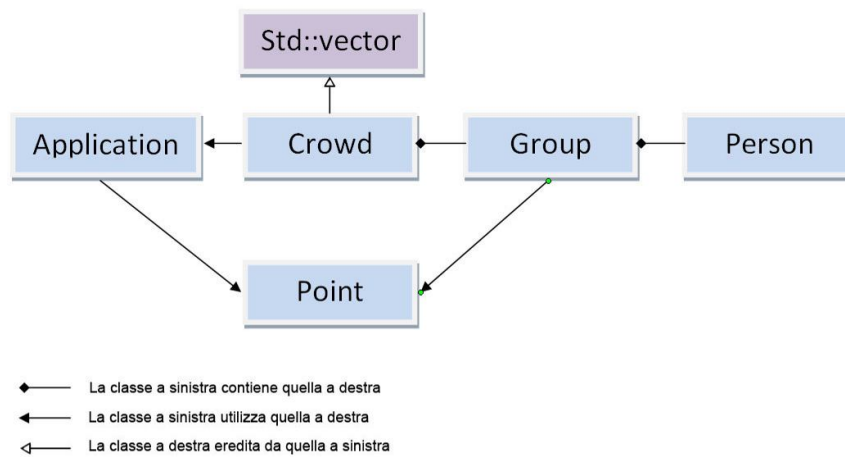 Std::vector
Application
Crowd
Group
Person
Point
La classe a sinistra contiene quella a destra
La classe a sinistra utilizza quella a destra
La classe a destra eredita da quella a sinistra